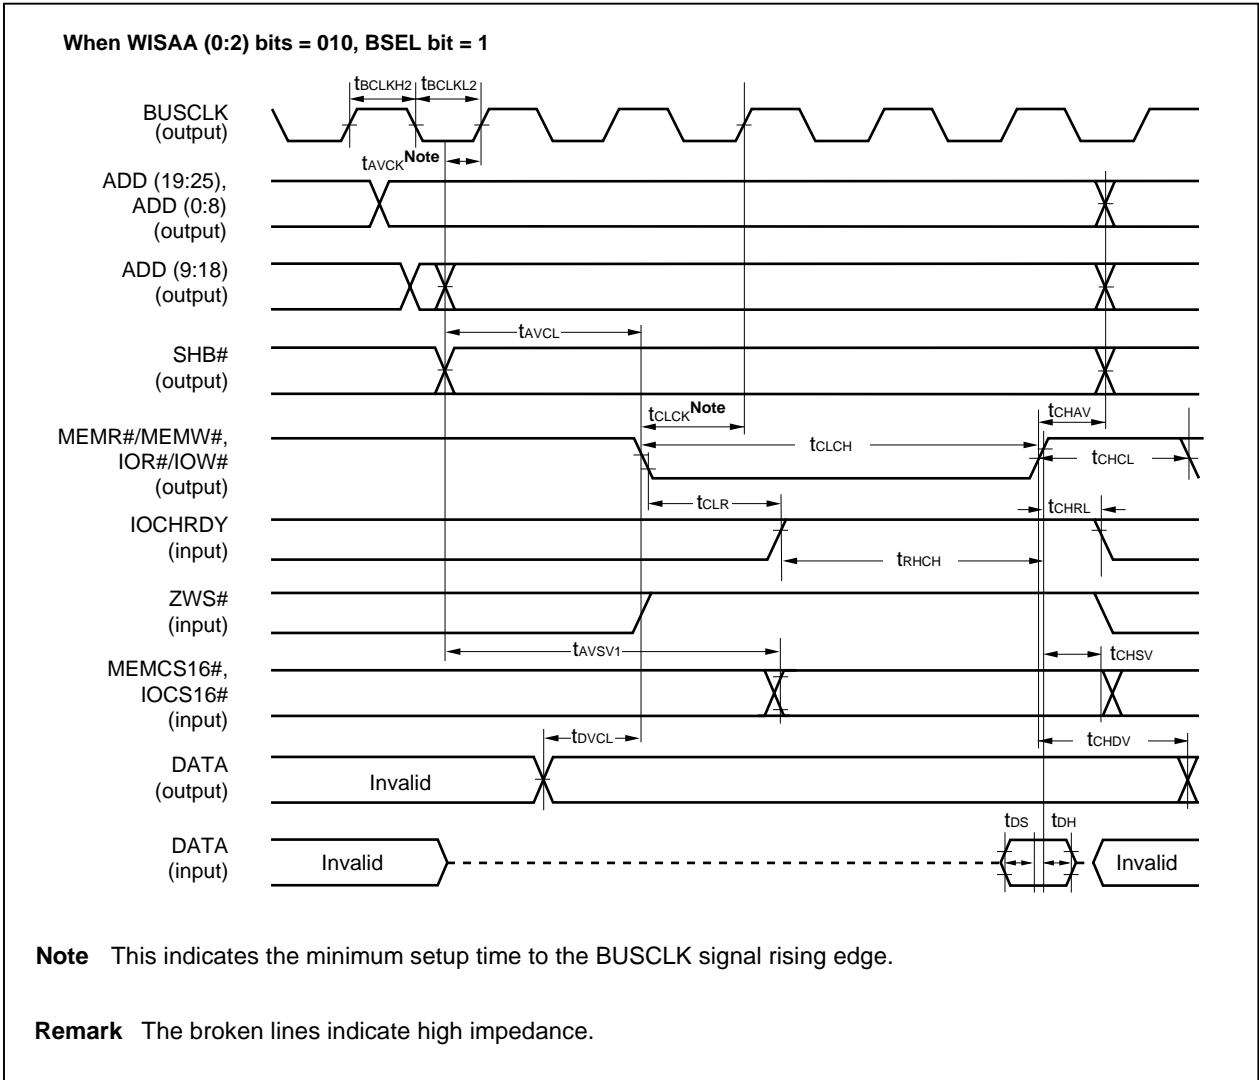 When WISAA (0:2) bits = 010, BSEL bit = 1
tBCLKH2 tBCLKL2
BUSCLK
(output)
tAVCK Note
ADD (19:25),
ADD (0:8)
(output)
ADD (9:18)
(output)
tAVCL
SHB#
(output)
tCLCK Note
tCHAV
MEMR#/MEMW#,
IOR#/IOW#
(output)
tCLCH
tCHCL
tCLR
tCHRL
IOCHRDY
(input)
tRHCH
ZWS#
(input)
tAVSV1
tCHSV
MEMCS16#,
IOCS16#
(input)
tDVCL
tCHDV
DATA
(output)
Invalid
tDS tDH
DATA
(input)
Invalid
Invalid
Note This indicates the minimum setup time to the BUSCLK signal rising edge.
Remark The broken lines indicate high impedance.